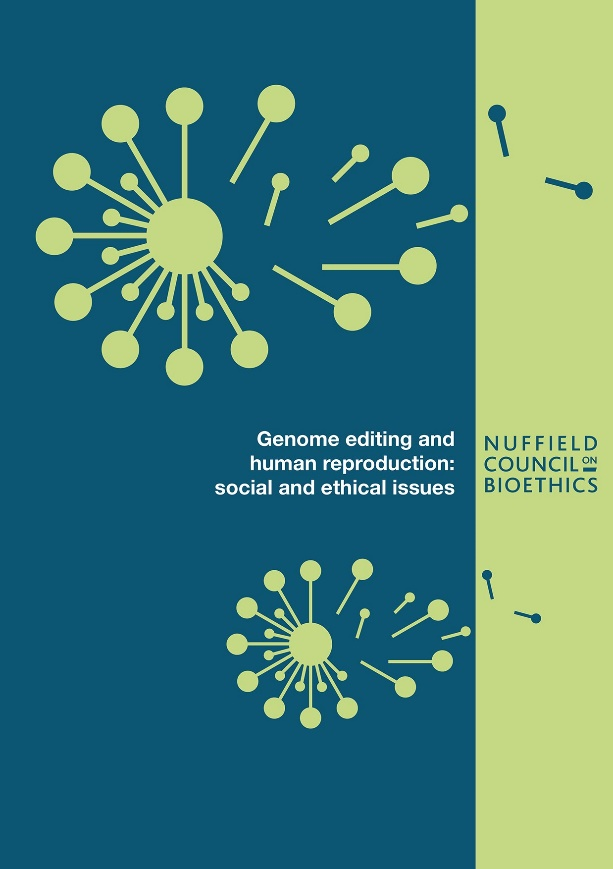 Genome editing and
human reproduction:
social and ethical issues
NUFFIELD
COUNCIL ON
BIOETHICS